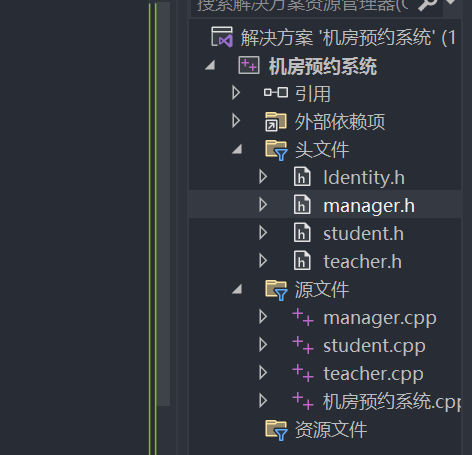 搜索解决方案资源管理器(C
解决方案 '机房预约系统' (1
机房预约系统
引用
外部依赖项
头文件
Identity.h
manager.h
student.h
teacher.h
源文件
manager.cpp
student.cpp
teacher.cpp
机房预约系统.cpp
资源文件